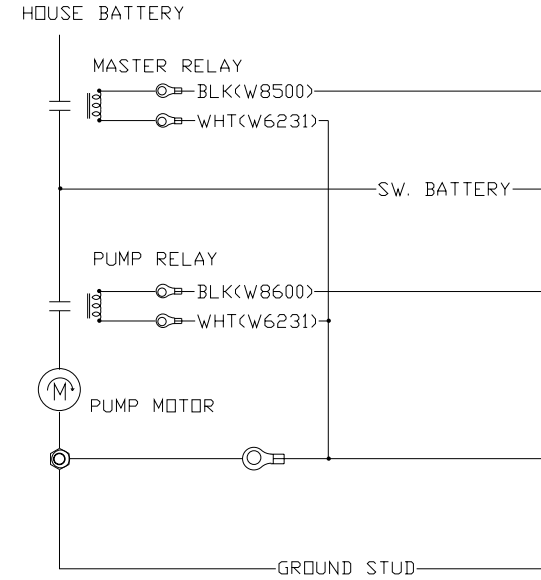 HOUSE BATTERY
MASTER RELAY
BLK(W8500)
WHT(W6231)
SW. BATTERY
PUMP RELAY
BLK(W8600)
WHT(W6231)
M
PUMP MOTOR
GROUND STUD